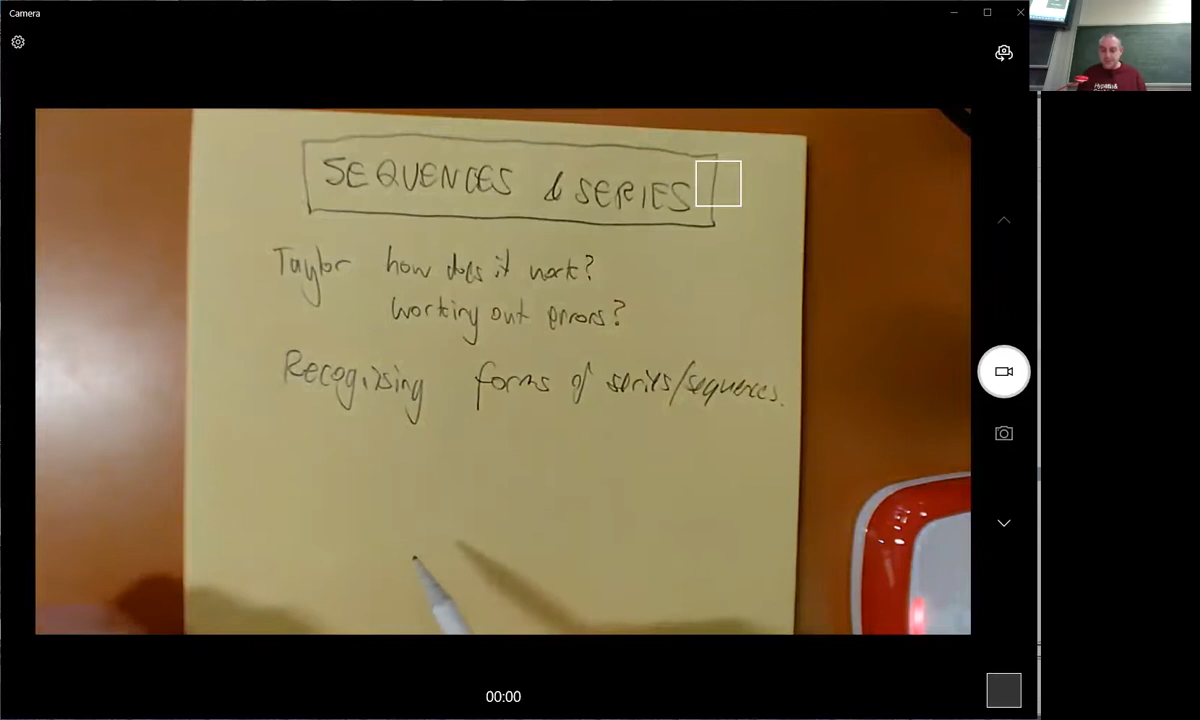 Camera
SEQUENCES & SERIES
Taylor how does it work?
Working out errors?
Recognising forms of series/sequences.
00:00